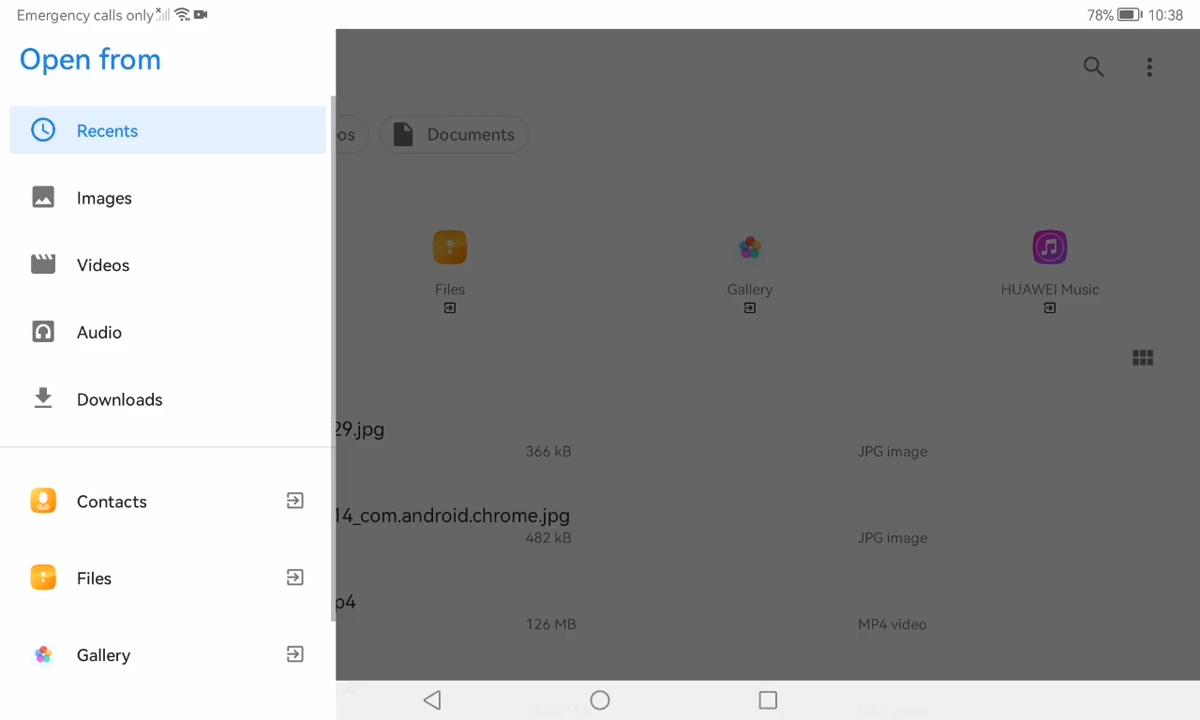 Emergency calls only
78% 10:38
Open from
Recents
Images
Videos
Audio
Downloads
Contacts
Files
Gallery
os
Documents
Files
Gallery
HUAWEI Music
29.jpg
366 kB
JPG image
14_com.android.chrome.jpg
482 kB
JPG image
p4
126 MB
MP4 video